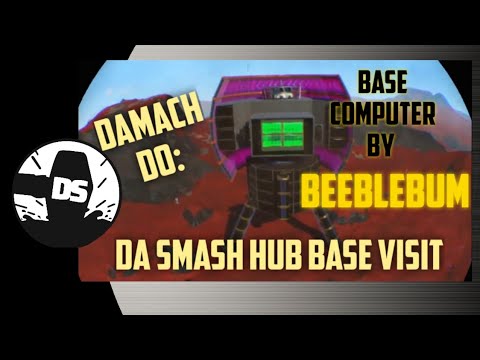 DAMACH
DO:
BASE
COMPUTER
BY
BEEBLEBUM
DS
DA SMASH HUB BASE VISIT